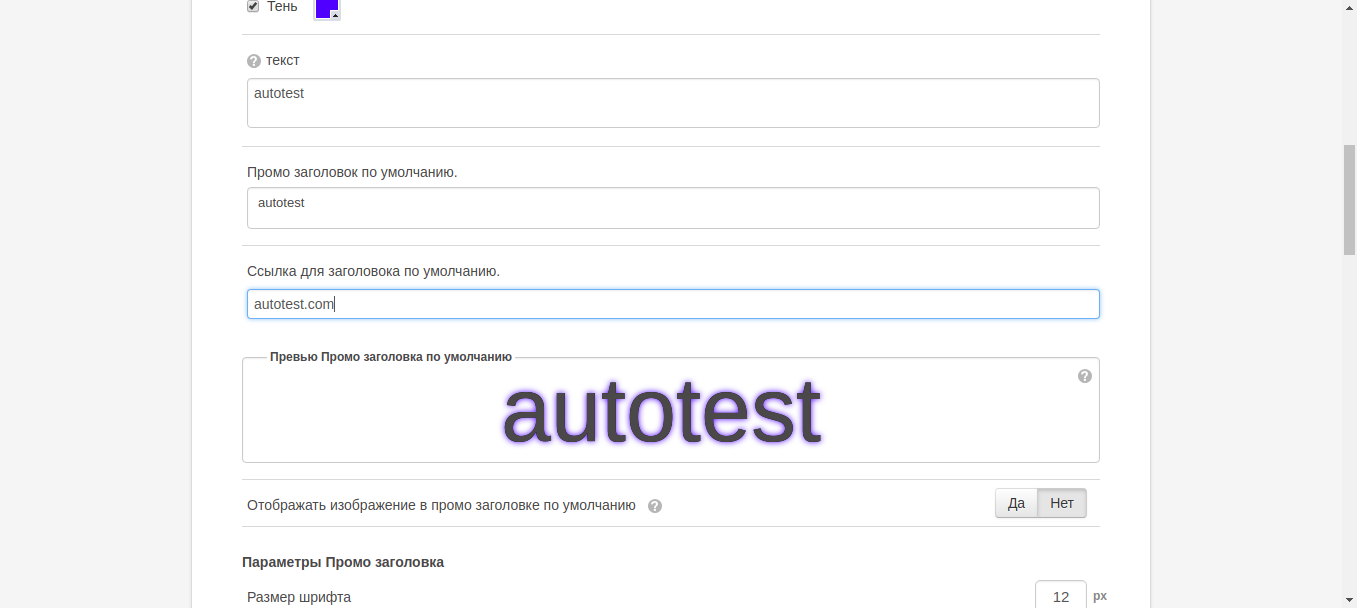 Тень
текст
autotest
Промо заголовок по умолчанию.
autotest
Ссылка для заголовока по умолчанию.
autotest.com
Превью Промо заголовка по умолчанию
autotest
Отображать изображение в промо заголовке по умолчанию
Да Нет
Параметры Промо заголовка
Размер шрифта 12 px